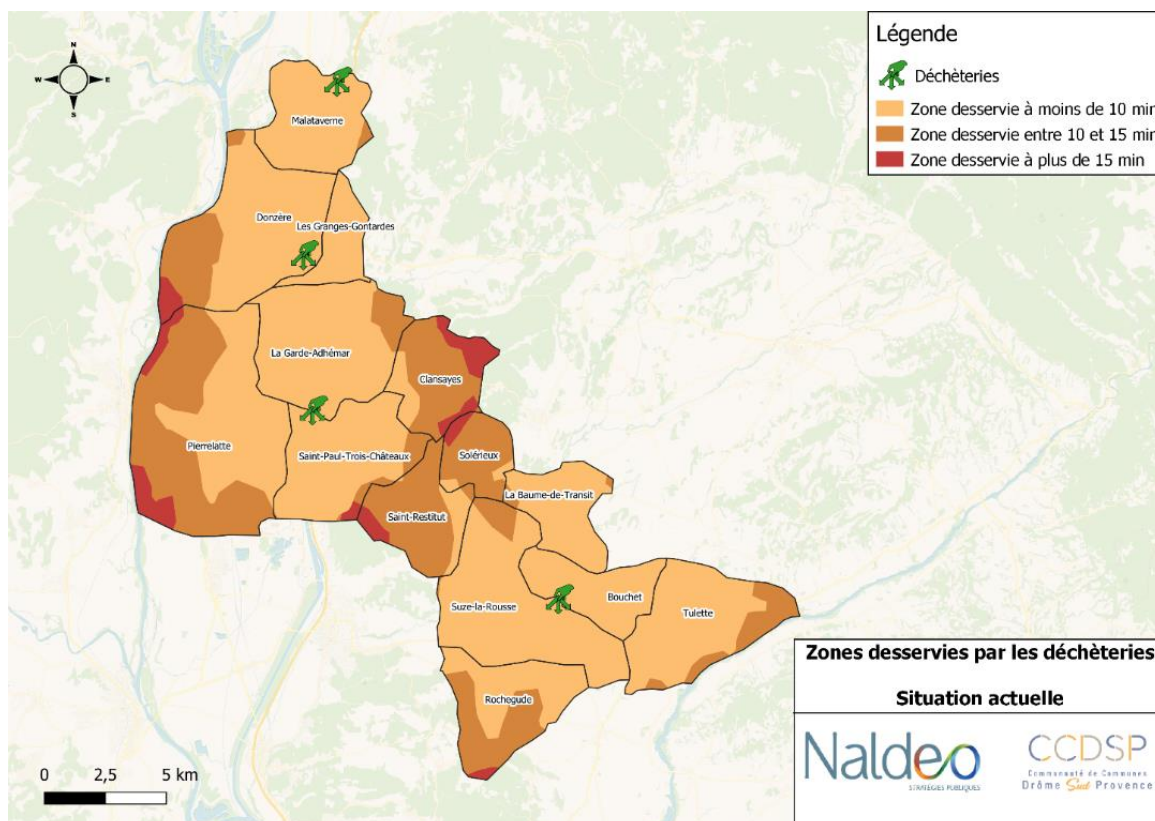 Légende
Déchèteries
Zone desservie à moins de 10 min
Zone desservie entre 10 et 15 min
Zone desservie à plus de 15 min
N
W
E
S
Malataverne
Donzère
Les Granges-Gontardes
La Garde-Adhémar
Clansayes
Pierrelatte
Saint-Paul-Trois-Châteaux
Solérieux
La Baume-de-Transit
Saint-Restitut
Suze-la-Rousse
Bouchet
Tulette
Rochegude
0 2,5 5 km
Zones desservies par les déchèteries
Situation actuelle
Naldeo
STRATÉGIES PUBLIQUES
CCDSP
Communauté de Communes
Drôme Sud Provence